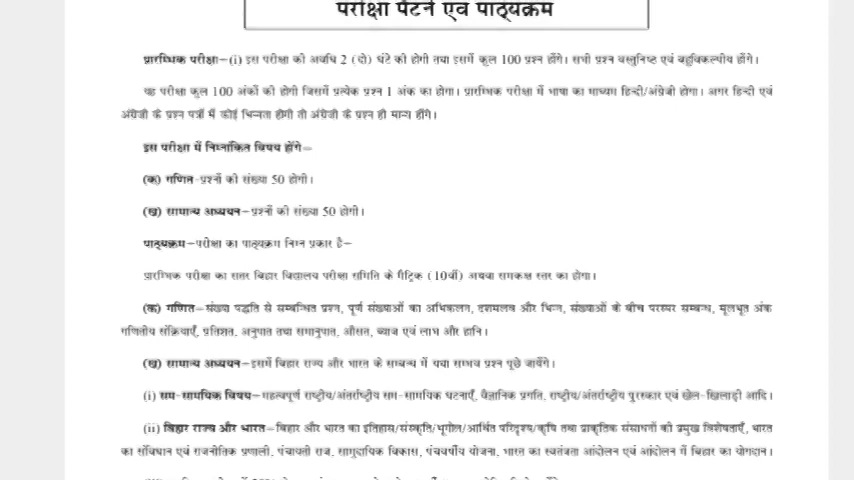 परीक्षा पैटर्न एवं पाठ्यक्रम
प्रारम्भिक परीक्षा–(i) इस परीक्षा की अवधि 2 (दो) घंटे की होगी तथा इसमें कुल 100 प्रश्न होंगे। सभी प्रश्न वस्तुनिष्ट एवं बहुविकल्पीय होंगे।
यह परीक्षा कुल 100 अंकों की होगी जिसमें प्रत्येक प्रश्न 1 अंक का होगा। प्रारम्भिक परीक्षा में भाषा का माध्यम हिन्दी/अंग्रेजी होगा। अगर हिन्दी एवं
अंग्रेजी के प्रश्न पत्रों में कोई भिन्नता होगी तो अंग्रेजी के प्रश्न ही मान्य होंगे।
इस परीक्षा में निम्नांकित विषय होंगे–
(क) गणित-प्रश्नों की संख्या 50 होगी।
(ख) सामान्य अध्ययन–प्रश्नों की संख्या 50 होगी।
पाठ्यक्रम–परीक्षा का पाठ्यक्रम निम्न प्रकार है–
प्रारम्भिक परीक्षा का स्तर बिहार विद्यालय परीक्षा समिति के मैट्रिक (10वीं) अथवा समकक्ष स्तर का होगा।
(क) गणित–संख्या पद्धति से सम्बन्धित प्रश्न, पूर्ण संख्याओं का अभिकलन, दशमलव और भिन्न, संख्याओं के बीच परस्पर सम्बन्ध, मूलभूत अंक
गणितीय संक्रियाएँ, प्रतिशत, अनुपात तथा समानुपात, औसत, ब्याज एवं लाभ और हानि।
(ख) सामान्य अध्ययन–इसमें बिहार राज्य और भारत के सम्बन्ध में यथा सम्भव प्रश्न पूछे जायेंगे।
(i) सम-सामयिक विषय–महत्वपूर्ण राष्ट्रीय/अंतर्राष्ट्रीय सम-सामयिक घटनाएँ, वैज्ञानिक प्रगति, राष्ट्रीय/अंतर्राष्ट्रीय पुरस्कार एवं खेल-खिलाड़ी आदि।
(ii) बिहार राज्य और भारत–बिहार और भारत का इतिहास/संस्कृति/भूगोल/आर्थिक परिदृश्य/कृषि तथा प्राकृतिक संसाधनों की प्रमुख विशेषताएँ, भारत
का संविधान एवं राजनीतिक प्रणाली, पंचायती राज, सामुदायिक विकास, पंचवर्षीय योजना, भारत का स्वतंत्रता आंदोलन एवं आंदोलन में बिहार का योगदान।